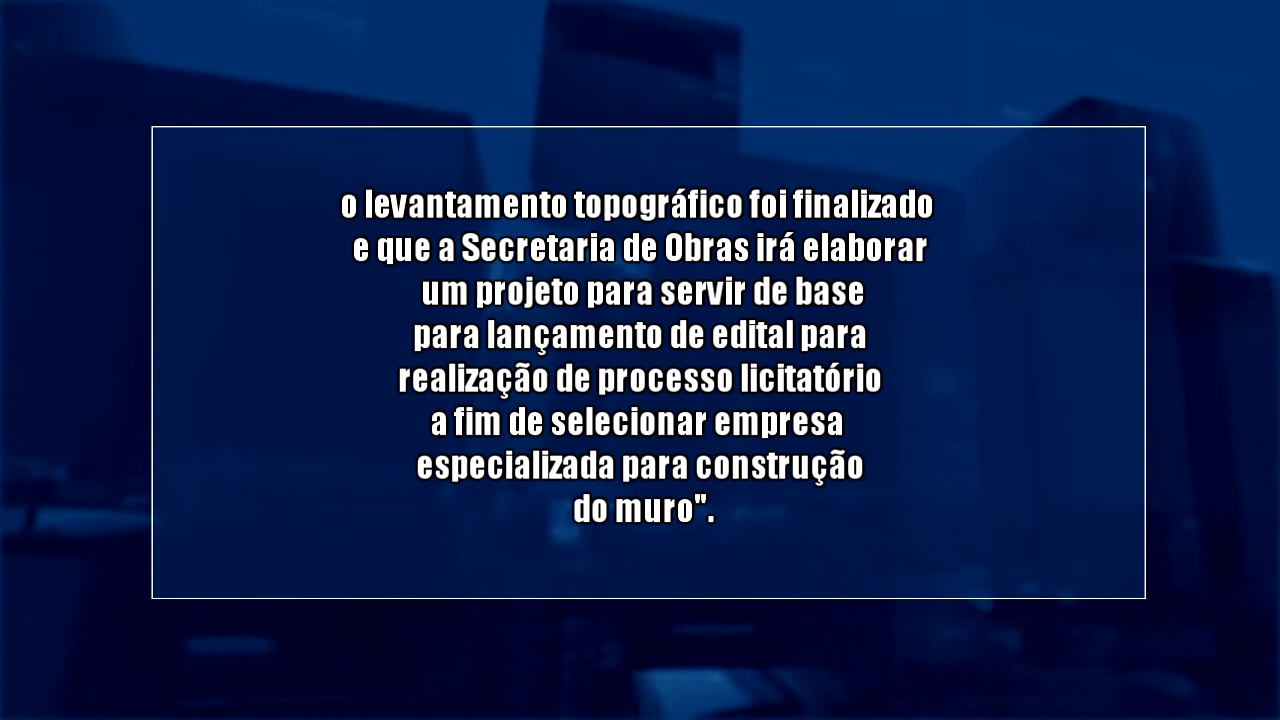 o levantamento topográfico foi finalizado
e que a Secretaria de Obras irá elaborar
um projeto para servir de base
para lançamento de edital para
realização de processo licitatório
a fim de selecionar empresa
especializada para construção
do muro".